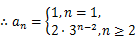 ∴ aₙ = {1, n = 1,
2 · 3ⁿ⁻², n ≥ 2